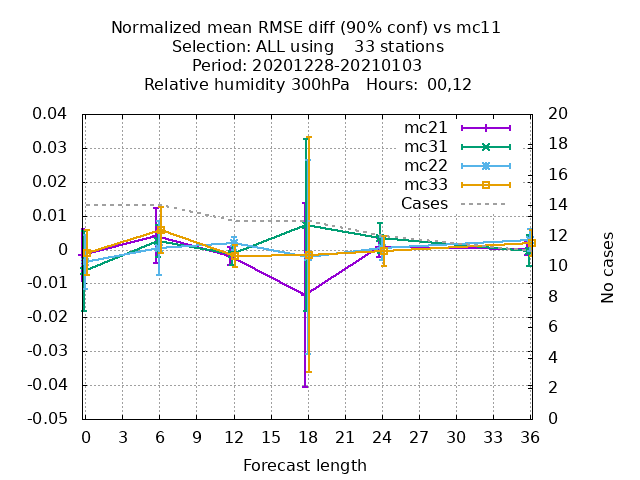 Normalized mean RMSE diff (90% conf) vs mc11
Selection: ALL using    33 stations
Period: 20201228-20210103
Relative humidity 300hPa   Hours:  00,12
mc21
mc31
mc22
mc33
Cases
0.04
0.03
0.02
0.01
0
-0.01
-0.02
-0.03
-0.04
-0.05
20
18
16
14
12
10
8
6
4
2
0
No cases
0 3 6 9 12 15 18 21 24 27 30 33 36
Forecast length